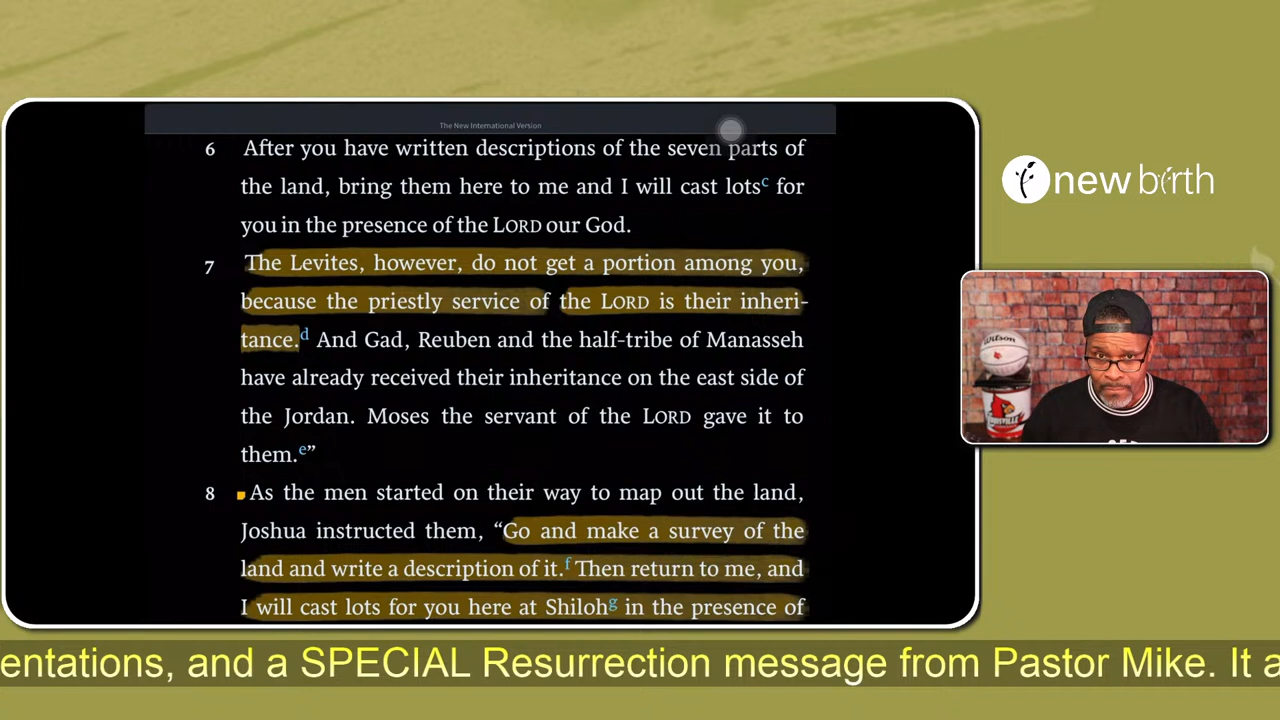 The New International Version
6 After you have written descriptions of the seven parts of
the land, bring them here to me and I will cast lotsc for
you in the presence of the LORD our God.
7 The Levites, however, do not get a portion among you,
because the priestly service of the LORD is their inheri-
tance.d And Gad, Reuben and the half-tribe of Manasseh
have already received their inheritance on the east side of
the Jordan. Moses the servant of the LORD gave it to
them.e”
8 As the men started on their way to map out the land,
Joshua instructed them, “Go and make a survey of the
land and write a description of it.f Then return to me, and
I will cast lots for you here at Shilohg in the presence of
new birth
Wilson
LOUISVILLE
entations, and a SPECIAL Resurrection message from Pastor Mike. It a